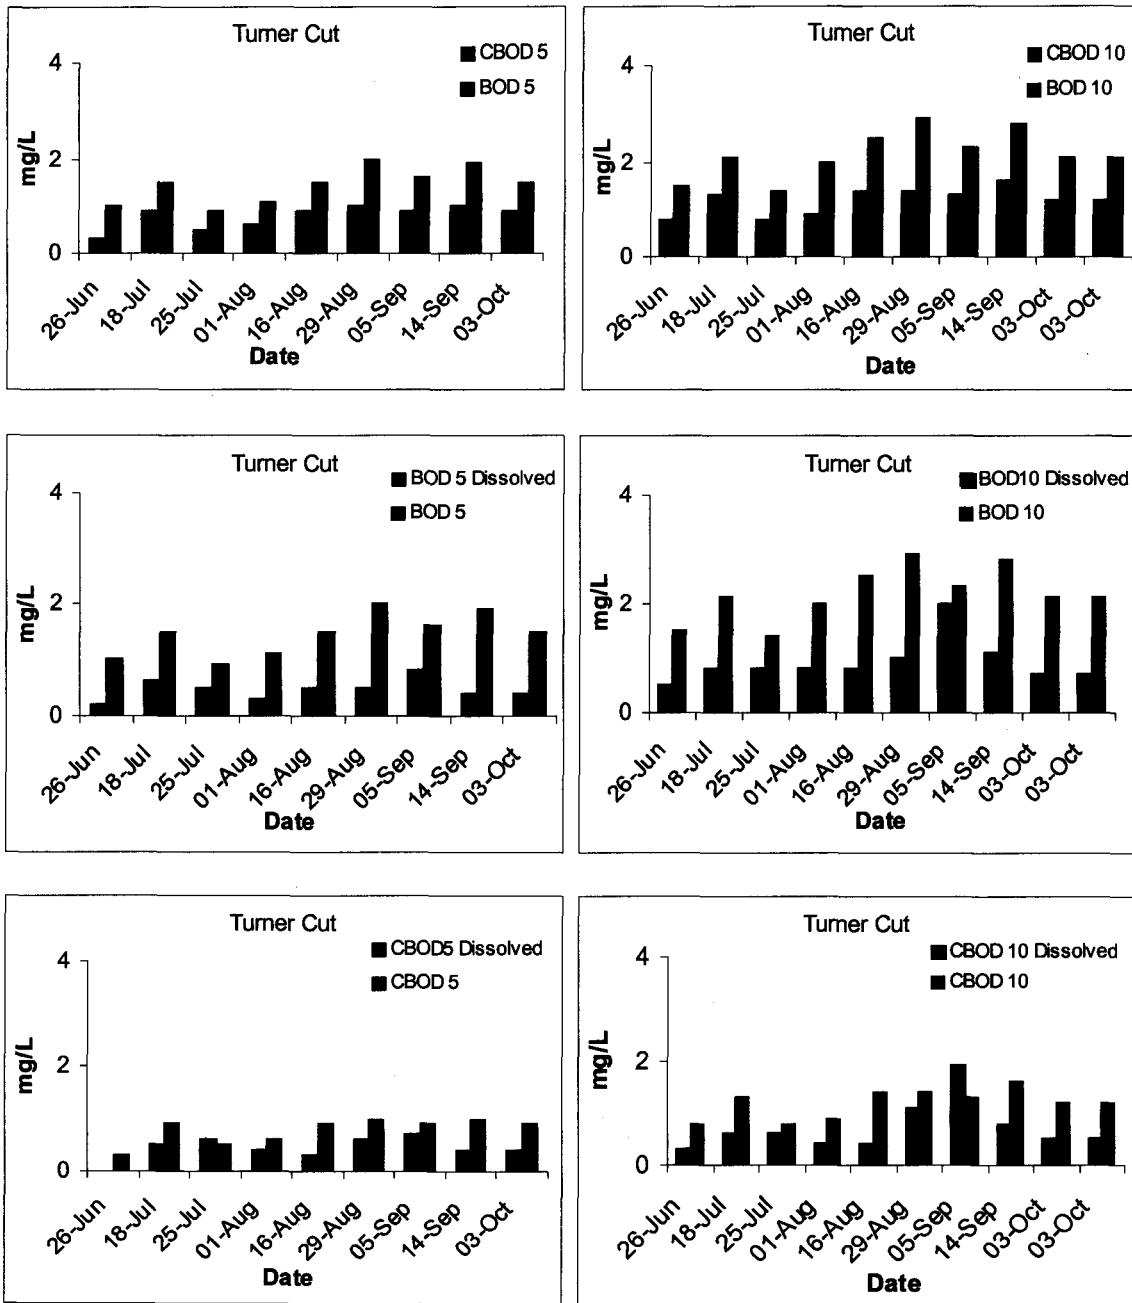 Turner Cut
CBOD 5
BOD 5
4
2
0
mg/L
26-Jun
18-Jul
25-Jul
01-Aug
16-Aug
29-Aug
05-Sep
14-Sep
03-Oct
Date
Turner Cut
CBOD 10
BOD 10
4
2
0
mg/L
26-Jun
18-Jul
25-Jul
01-Aug
16-Aug
29-Aug
05-Sep
14-Sep
03-Oct
03-Oct
Date
Turner Cut
BOD 5 Dissolved
BOD 5
4
2
0
mg/L
26-Jun
18-Jul
25-Jul
01-Aug
16-Aug
29-Aug
05-Sep
14-Sep
03-Oct
Date
Turner Cut
BOD10 Dissolved
BOD 10
4
2
0
mg/L
26-Jun
18-Jul
25-Jul
01-Aug
16-Aug
29-Aug
05-Sep
14-Sep
03-Oct
03-Oct
Date
Turner Cut
CBOD5 Dissolved
CBOD 5
4
2
0
mg/L
26-Jun
18-Jul
25-Jul
01-Aug
16-Aug
29-Aug
05-Sep
14-Sep
03-Oct
Date
Turner Cut
CBOD 10 Dissolved
CBOD 10
4
2
0
mg/L
26-Jun
18-Jul
25-Jul
01-Aug
16-Aug
29-Aug
05-Sep
14-Sep
03-Oct
03-Oct
Date